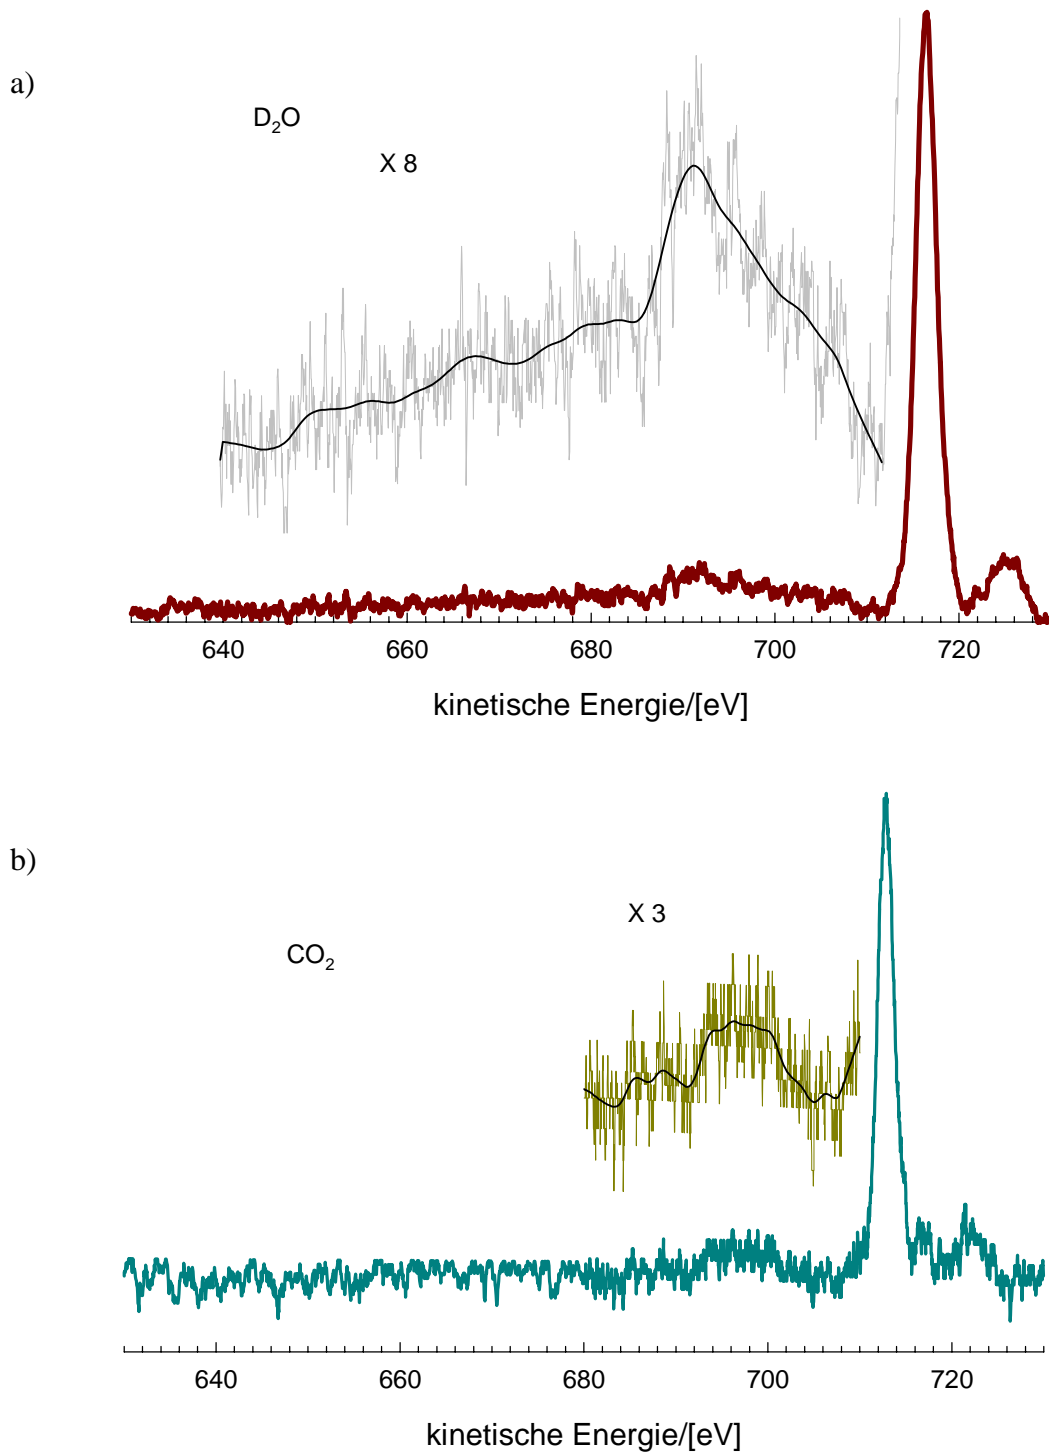 a)
D₂O
X 8
640 660 680 700 720
kinetische Energie/[eV]
b)
X 3
CO₂
640 660 680 700 720
kinetische Energie/[eV]